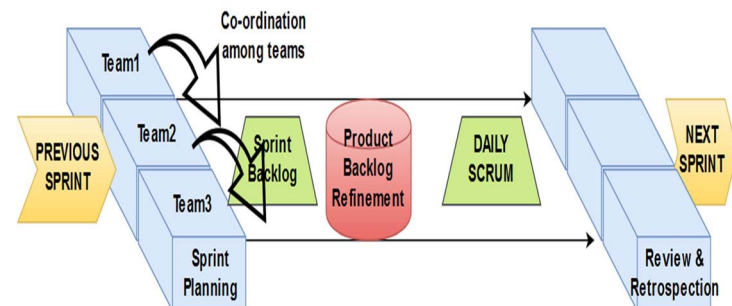 Co-ordination
among teams
Team1
Team2
Team3
PREVIOUS
SPRINT
Sprint
Planning
Sprint
Backlog
Product
Backlog
Refinement
DAILY
SCRUM
NEXT
SPRINT
Review &
Retrospection